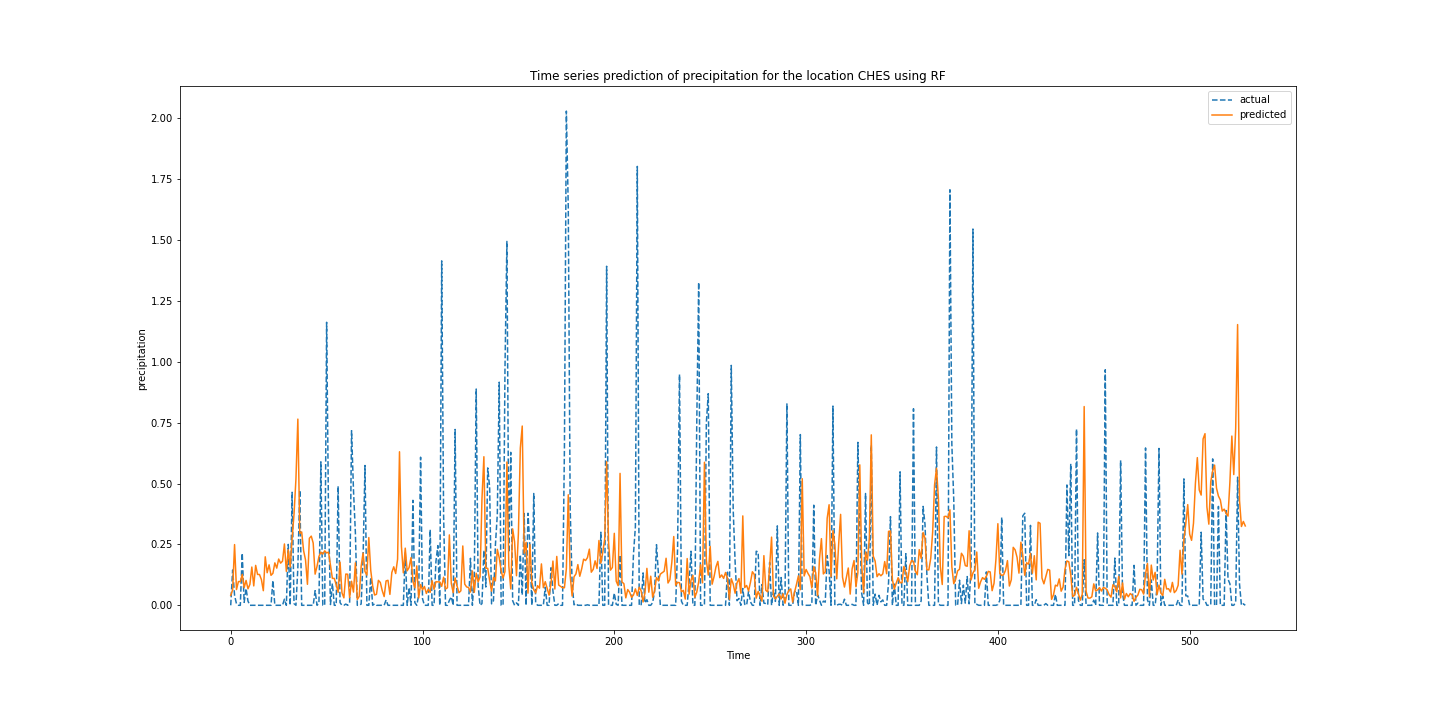 Time series prediction of precipitation for the location CHES using RF
actual
predicted
2.00
1.75
1.50
1.25
1.00
0.75
0.50
0.25
0.00
precipitation
0 100 200 300 400 500
Time